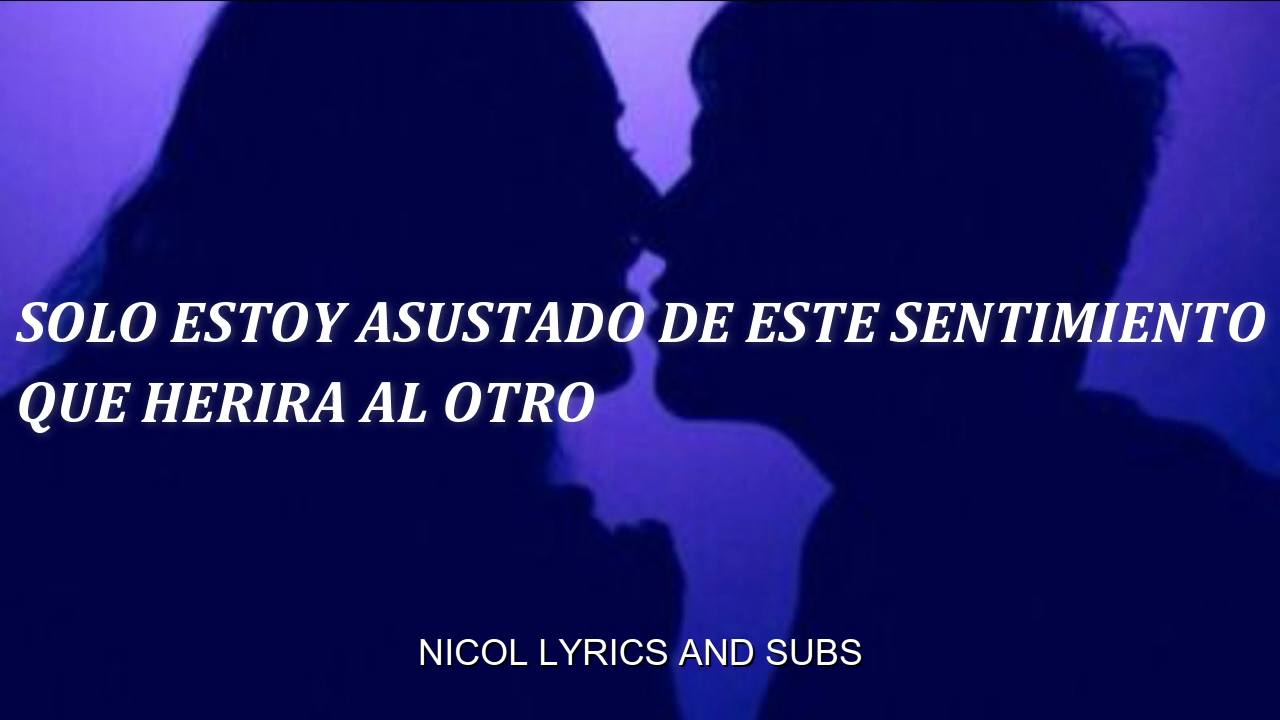 SOLO ESTOY ASUSTADO DE ESTE SENTIMIENTO
QUE HERIRA AL OTRO
NICOL LYRICS AND SUBS